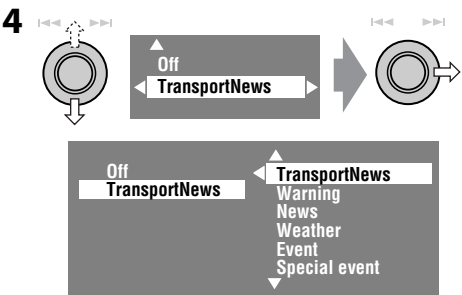 4
Off
TransportNews
Off
TransportNews
TransportNews
Warning
News
Weather
Event
Special event